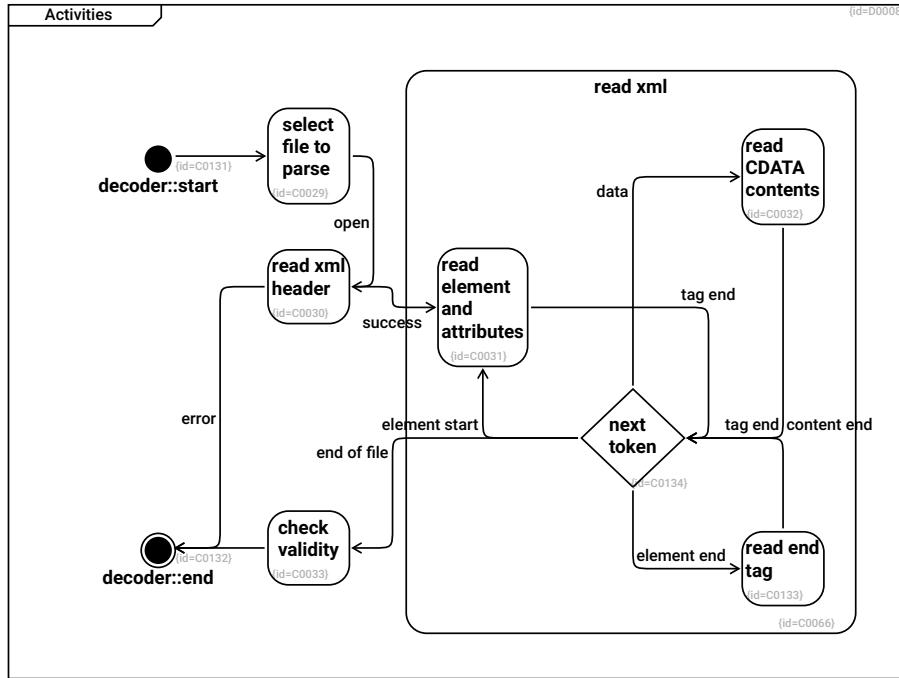 Activities
{id=D0008
read xml
select
file to
parse
{id=C0029}
{id=C0131}
decoder::start
read
CDATA
contents
{id=C0032}
data
open
read xml
header
{id=C0030}
read
element
and
attributes
{id=C0031}
tag end
success
error
element start
end of file
next
token
{id=C0134}
tag end
content end
check
validity
{id=C0033}
{id=C0132}
decoder::end
element end
read end
tag
{id=C0133}
{id=C0066}